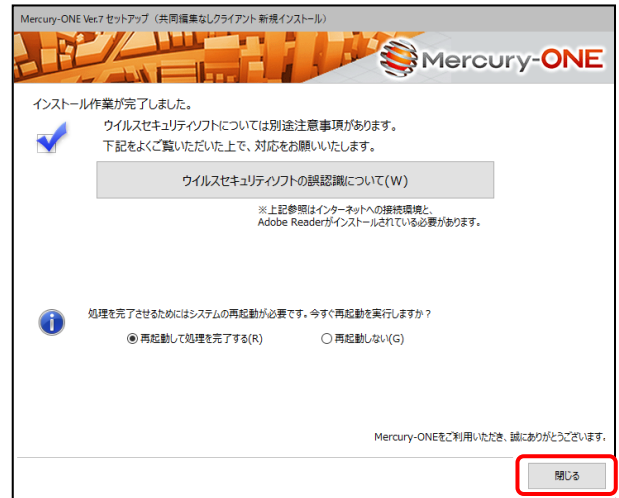 Mercury-ONE Ver.7 セットアップ（共同編集なしクライアント 新規インストール）
Mercury-ONE
インストール作業が完了しました。
ウイルスセキュリティソフトについては別途注意事項があります。
下記をよくご覧いただいた上で、対応をお願いいたします。
ウイルスセキュリティソフトの誤認識について(W)
※上記参照はインターネットへの接続環境と、
Adobe Readerがインストールされている必要があります。
処理を完了させるためにはシステムの再起動が必要です。今すぐ再起動を実行しますか？
再起動して処理を完了する(R) 再起動しない(G)
Mercury-ONEをご利用いただき、誠にありがとうございます。
閉じる